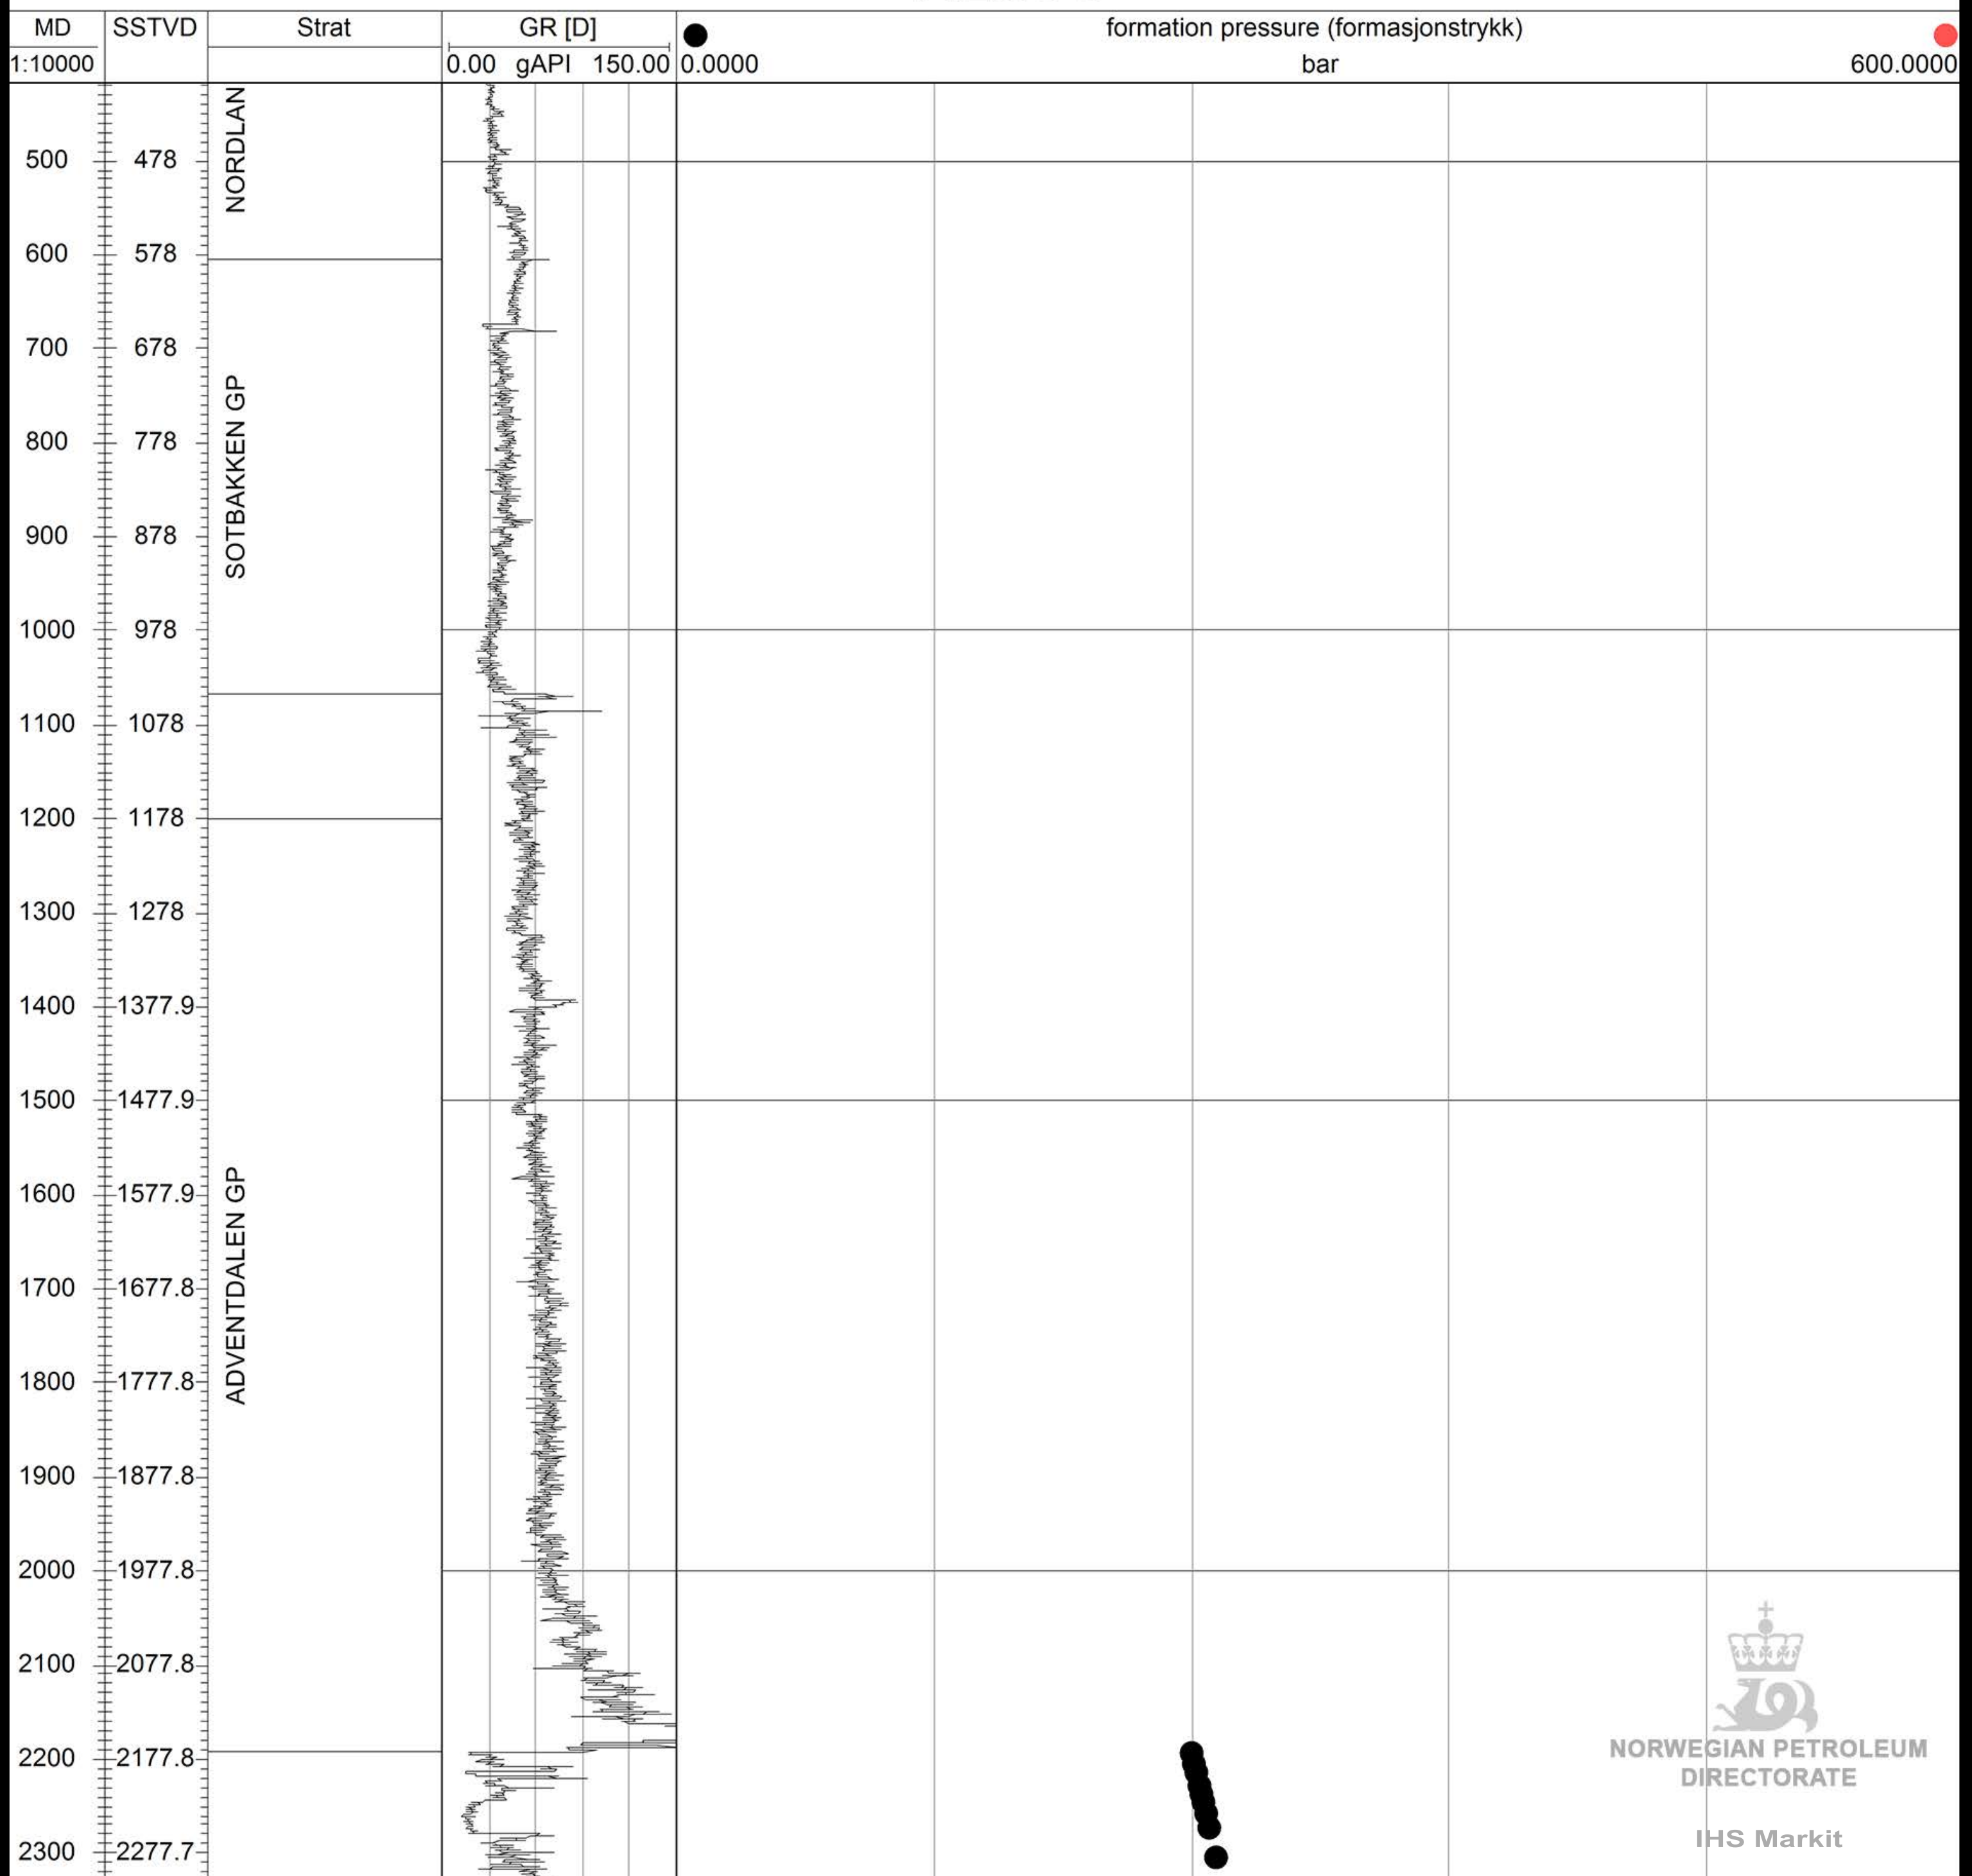 MD SSTVD Strat GR [D] formation pressure (formasjonstrykk)
1:10000 0.00 gAPI 150.00 0.0000 bar 600.0000
NORDLAN
500 478
600 578
700 678
SOTBAKKEN GP
800 778
900 878
1000 978
1100 1078
1200 1178
1300 1278
1400 1377.9
1500 1477.9
ADVENTDALEN GP
1600 1577.9
1700 1677.8
1800 1777.8
1900 1877.8
2000 1977.8
2100 2077.8
2200 2177.8
2300 2277.7
NORWEGIAN PETROLEUM
DIRECTORATE
IHS Markit